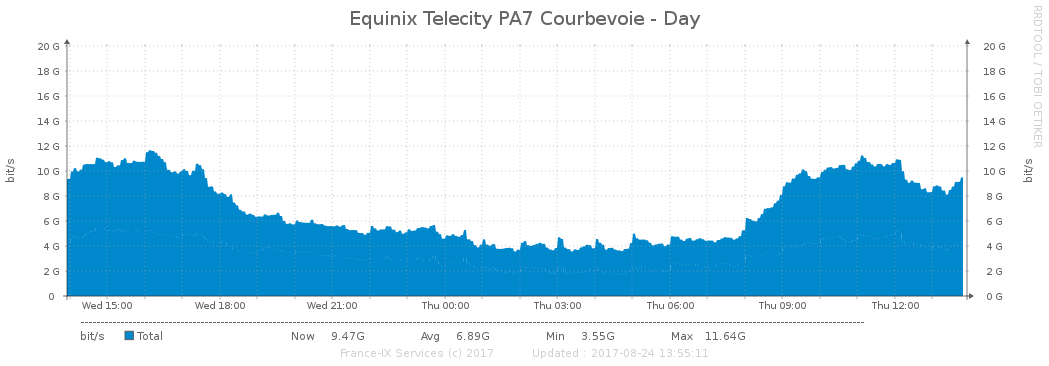 Equinix Telecity PA7 Courbevoie - Day
RRDTOOL / TOBI OETIKER
bit/s
20 G 20 G
18 G 18 G
16 G 16 G
14 G 14 G
12 G 12 G
10 G 10 G
8 G 8 G
6 G 6 G
4 G 4 G
2 G 2 G
0 0 G
bit/s
Wed 15:00 Wed 18:00 Wed 21:00 Thu 00:00 Thu 03:00 Thu 06:00 Thu 09:00 Thu 12:00
bit/s Total Now 9.47G Avg 6.89G Min 3.55G Max 11.64G
France-IX Services (c) 2017 Updated : 2017-08-24 13:55:11